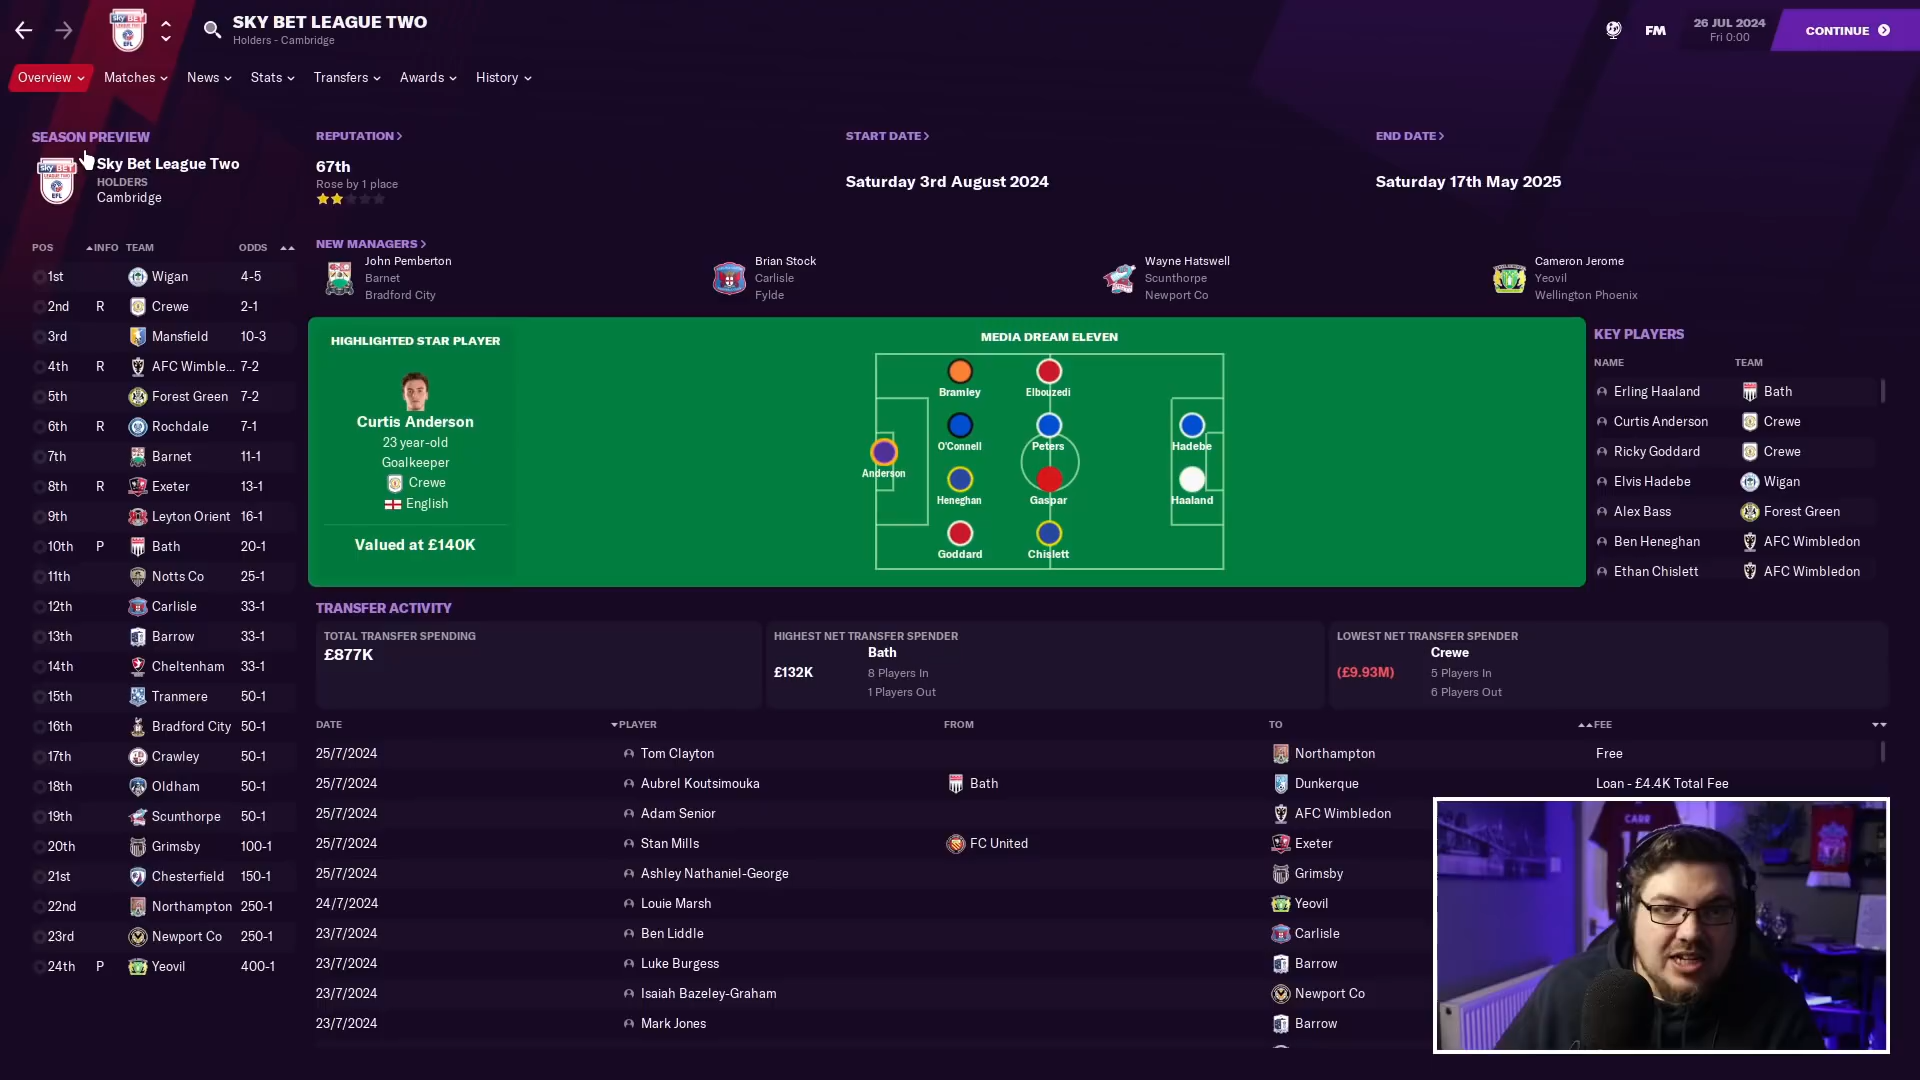 SKY BET LEAGUE TWO
Holders - Cambridge
FM
26 JUL 2024
Fri 0:00
CONTINUE
Overview
Matches
News
Stats
Transfers
Awards
History
SEASON PREVIEW
Sky Bet League Two
HOLDERS
Cambridge
REPUTATION
67th
Rose by 1 place
START DATE
Saturday 3rd August 2024
END DATE
Saturday 17th May 2025
NEW MANAGERS
John Pemberton
Barnet
Bradford City
Brian Stock
Carlisle
Fylde
Wayne Hatswell
Scunthorpe
Newport Co
Cameron Jerome
Yeovil
Wellington Phoenix
POS INFO TEAM ODDS
1st Wigan 4-5
2nd R Crewe 2-1
3rd Mansfield 10-3
4th R AFC Wimble... 7-2
5th Forest Green 7-2
6th R Rochdale 7-1
7th Barnet 11-1
8th R Exeter 13-1
9th Leyton Orient 16-1
10th P Bath 20-1
11th Notts Co 25-1
12th Carlisle 33-1
13th Barrow 33-1
14th Cheltenham 33-1
15th Tranmere 50-1
16th Bradford City 50-1
17th Crawley 50-1
18th Oldham 50-1
19th Scunthorpe 50-1
20th Grimsby 100-1
21st Chesterfield 150-1
22nd Northampton 250-1
23rd Newport Co 250-1
24th P Yeovil 400-1
HIGHLIGHTED STAR PLAYER
Curtis Anderson
23 year-old
Goalkeeper
Crewe
English
Valued at £140K
MEDIA DREAM ELEVEN
Bramley
Elbouzedi
O'Connell
Peters
Hadebe
Anderson
Heneghan
Gaspar
Haaland
Goddard
Chislett
KEY PLAYERS
NAME TEAM
Erling Haaland Bath
Curtis Anderson Crewe
Ricky Goddard Crewe
Elvis Hadebe Wigan
Alex Bass Forest Green
Ben Heneghan AFC Wimbledon
Ethan Chislett AFC Wimbledon
TRANSFER ACTIVITY
TOTAL TRANSFER SPENDING
£877K
HIGHEST NET TRANSFER SPENDER
Bath
£132K
8 Players In
1 Players Out
LOWEST NET TRANSFER SPENDER
Crewe
(£9.93M)
5 Players In
6 Players Out
DATE PLAYER FROM TO FEE
25/7/2024 Tom Clayton Northampton Free
25/7/2024 Aubrel Koutsimouka Bath Dunkerque Loan - £4.4K Total Fee
25/7/2024 Adam Senior AFC Wimbledon
25/7/2024 Stan Mills FC United Exeter
25/7/2024 Ashley Nathaniel-George Grimsby
24/7/2024 Louie Marsh Yeovil
23/7/2024 Ben Liddle Carlisle
23/7/2024 Luke Burgess Barrow
23/7/2024 Isaiah Bazeley-Graham Newport Co
23/7/2024 Mark Jones Barrow
CARR